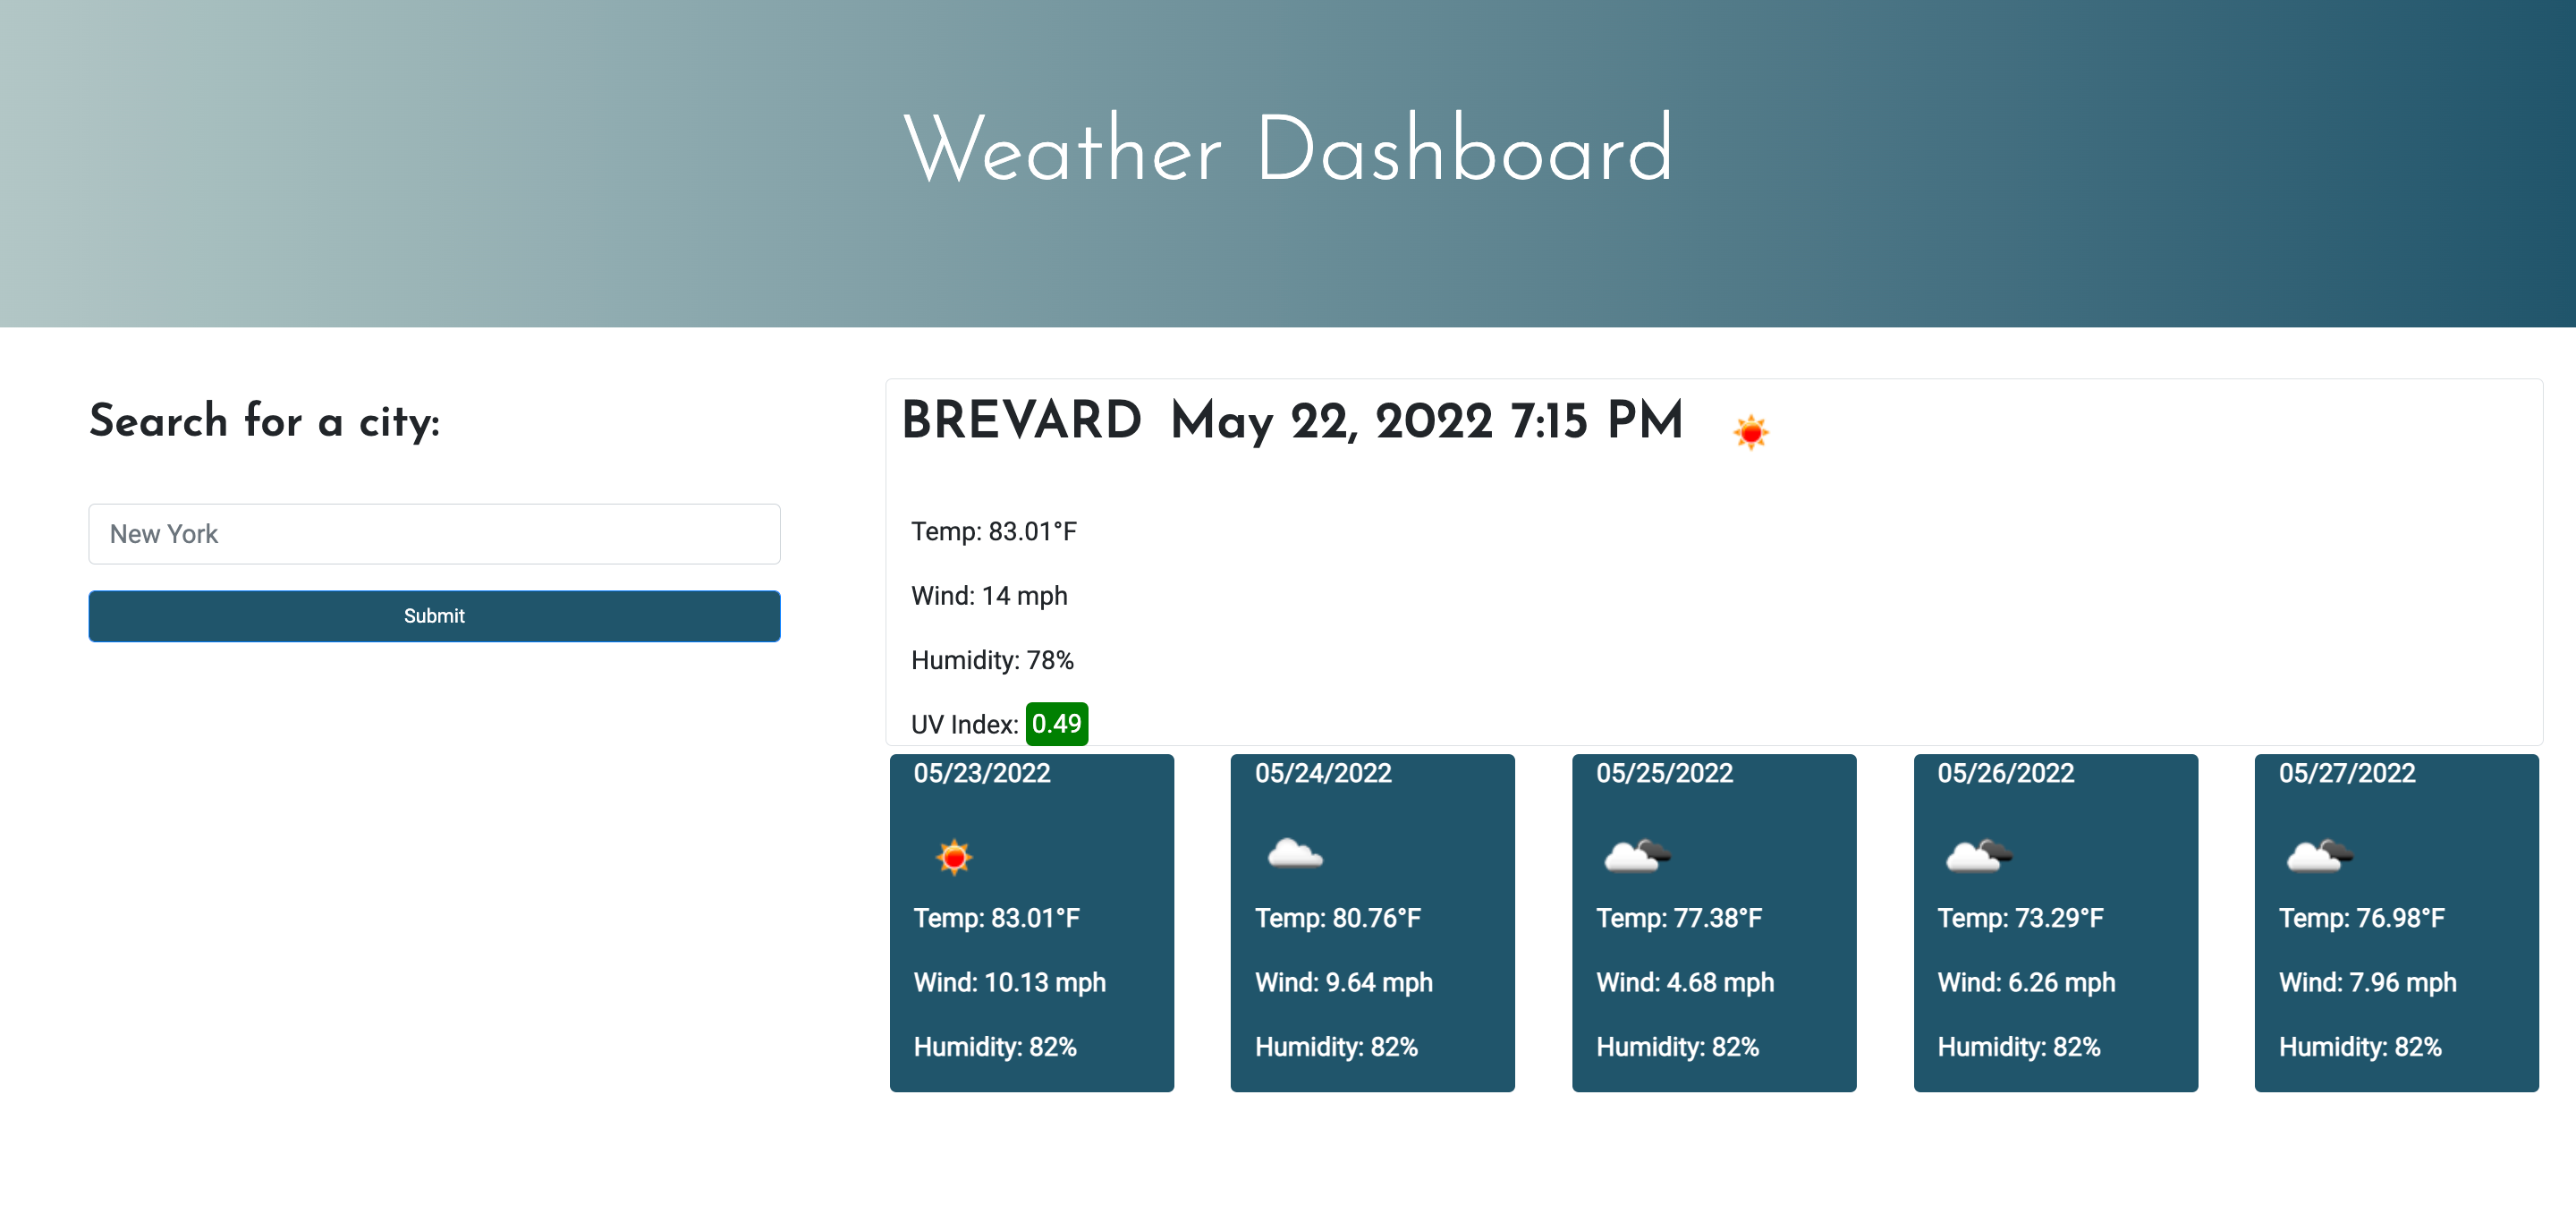 Weather Dashboard
Search for a city:
New York
Submit
BREVARD May 22, 2022 7:15 PM
Temp: 83.01°F
Wind: 14 mph
Humidity: 78%
UV Index: 0.49
05/23/2022
Temp: 83.01°F
Wind: 10.13 mph
Humidity: 82%
05/24/2022
Temp: 80.76°F
Wind: 9.64 mph
Humidity: 82%
05/25/2022
Temp: 77.38°F
Wind: 4.68 mph
Humidity: 82%
05/26/2022
Temp: 73.29°F
Wind: 6.26 mph
Humidity: 82%
05/27/2022
Temp: 76.98°F
Wind: 7.96 mph
Humidity: 82%